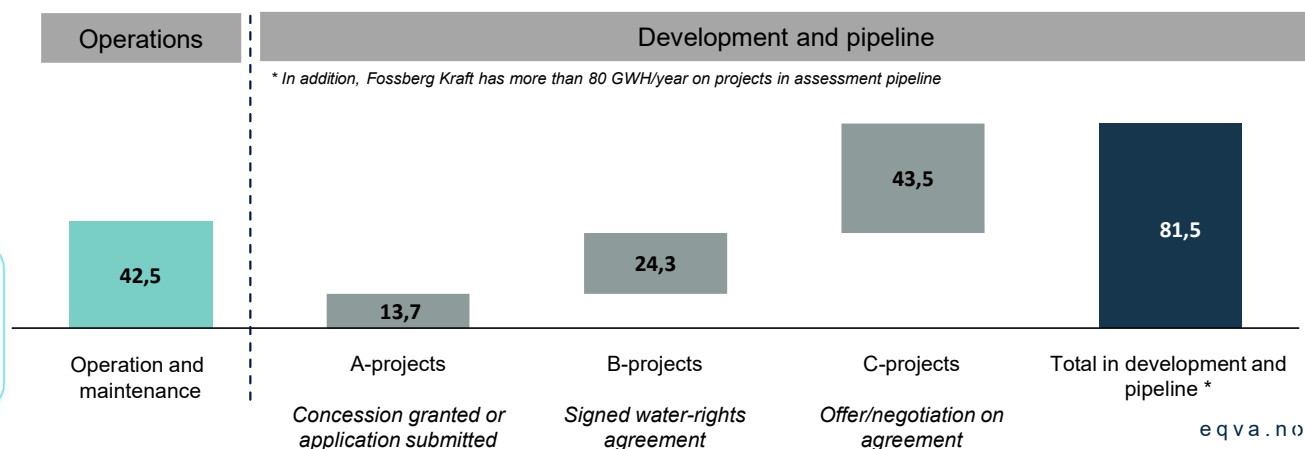 Operations
Development and pipeline
* In addition, Fossberg Kraft has more than 80 GWH/year on projects in assessment pipeline
42,5
13,7
24,3
43,5
81,5
Operation and
maintenance
A-projects
Concession granted or
application submitted
B-projects
Signed water-rights
agreement
C-projects
Offer/negotiation on
agreement
Total in development and
pipeline *
eqva.no